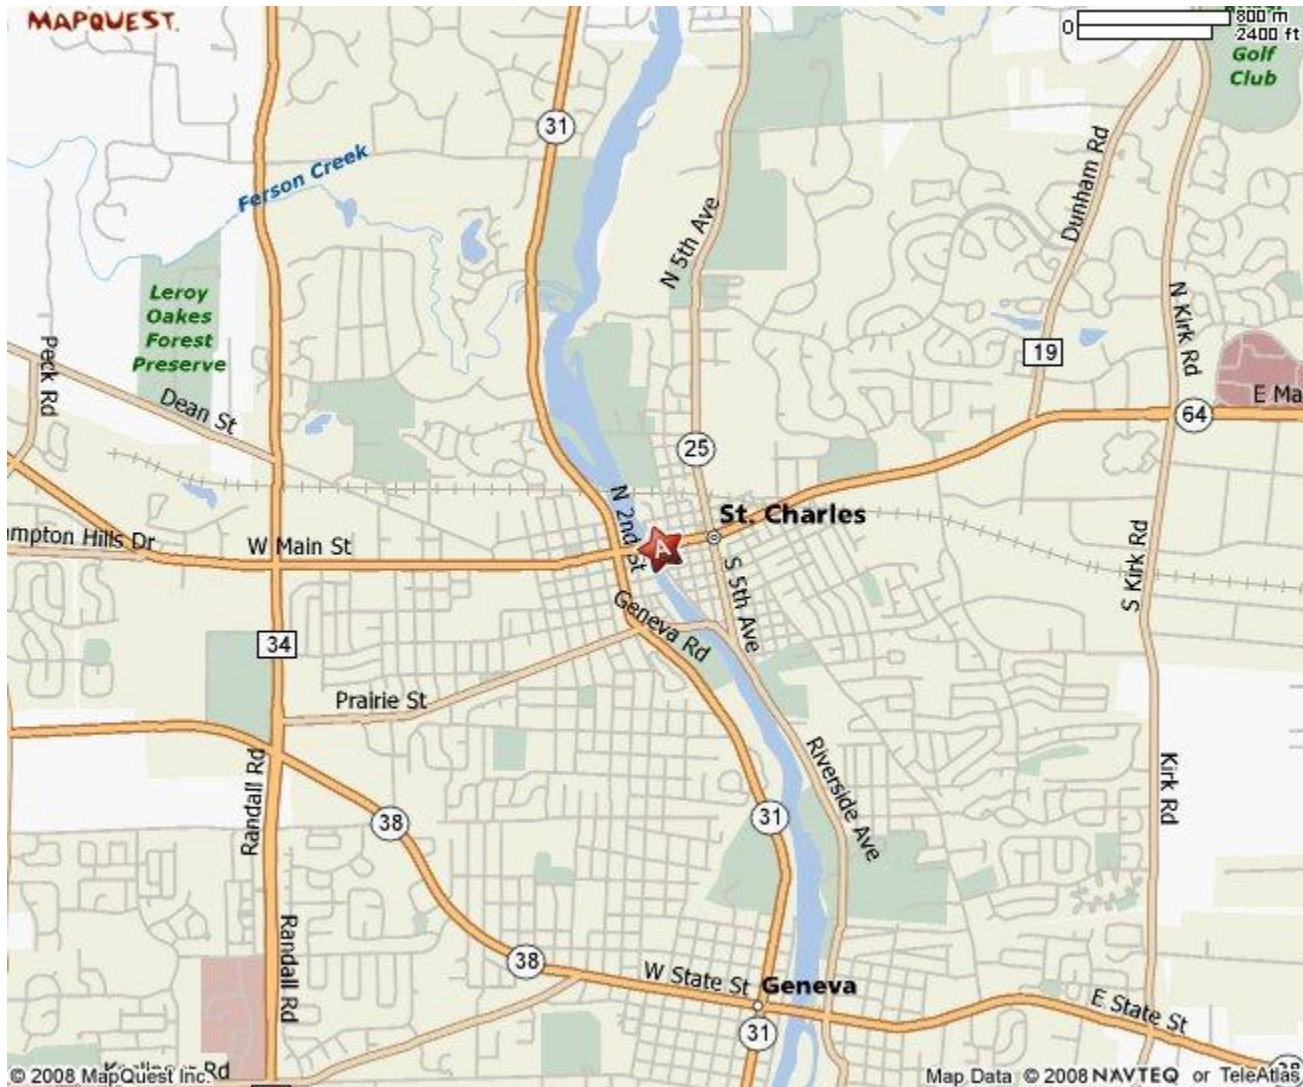 MAPQUEST.
0
800 m
2400 ft
Golf
Club
31
Ferson Creek
N 5th Ave
Dunham Rd
N Kirk Rd
Leroy
Oakes
Forest
Preserve
Peck Rd
Dean St
19
E Ma
64
25
N 2nd St
St. Charles
A
ampton Hills Dr
W Main St
S 5th Ave
S Kirk Rd
Geneva Rd
34
Prairie St
Randall Rd
Riverside Ave
Kirk Rd
38
31
Randall Rd
38
W State St
Geneva
E State St
31
38
Rd
© 2008 MapQuest Inc.
Map Data © 2008 NAVTEQ or TeleAtlas